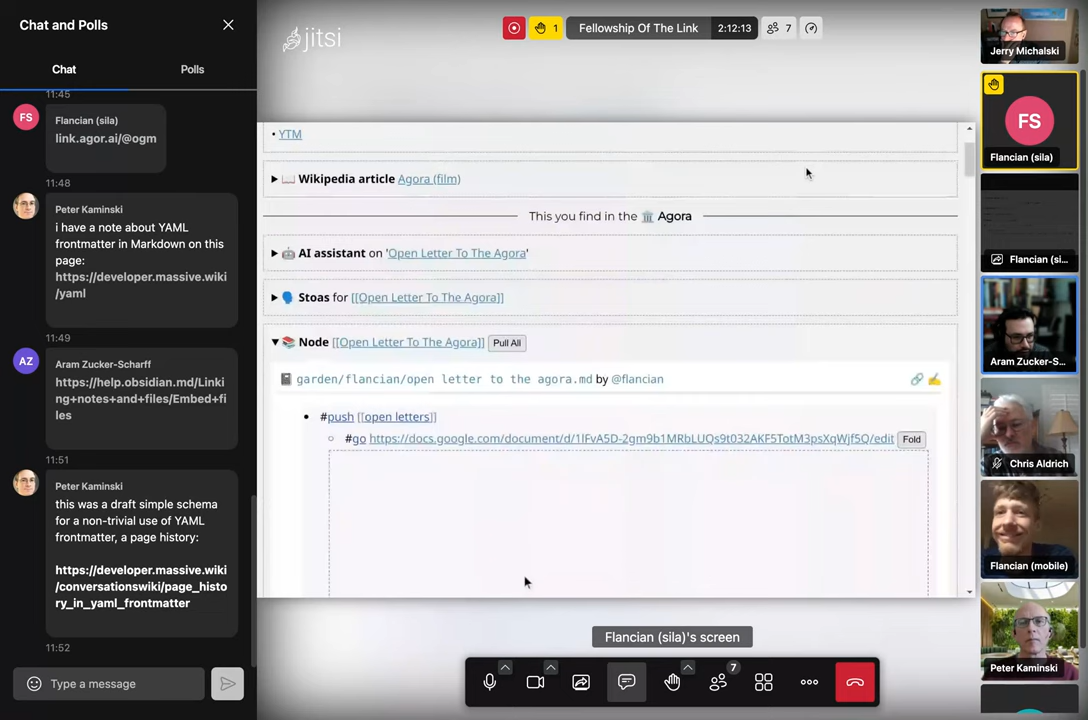 Chat and Polls
Chat
Polls
11:45
FS
Flancian (sila)
link.agor.ai/@ogm
11:48
Peter Kaminski
i have a note about YAML
frontmatter in Markdown on this
page:
https://developer.massive.wiki
/yaml
11:49
AZ
Aram Zucker-Scharff
https://help.obsidian.md/Linki
ng+notes+and+files/Embed+fi
les
11:51
Peter Kaminski
this was a draft simple schema
for a non-trivial use of YAML
frontmatter, a page history:
https://developer.massive.wiki
/conversationswiki/page_histo
ry_in_yaml_frontmatter
11:52
Type a message
jitsi
1
Fellowship Of The Link
2:12:13
7
• YTM
Wikipedia article Agora (film)
This you find in the Agora
AI assistant on 'Open Letter To The Agora'
Stoas for [[Open Letter To The Agora]]
Node [[Open Letter To The Agora]] Pull All
garden/flancian/open letter to the agora.md by @flancian
#push [[open letters]]
#go https://docs.google.com/document/d/1lFvA5D-2gm9b1MRbLUQs9t032AKF5TotM3psXqWjf5Q/edit Fold
Flancian (sila)'s screen
7
Jerry Michalski
FS
Flancian (sila)
Flancian (si...
Aram Zucker-S...
Chris Aldrich
Flancian (mobile)
Peter Kaminski